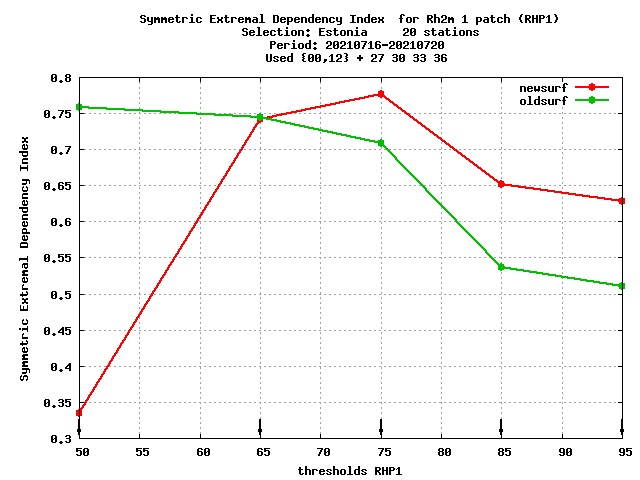 Symmetric Extremal Dependency Index  for Rh2m 1 patch (RHP1)
Selection: Estonia     20 stations
Period: 20210716-20210720
Used {00,12} + 27 30 33 36
newsurf
oldsurf
Symmetric Extremal Dependency Index
0.8
0.75
0.7
0.65
0.6
0.55
0.5
0.45
0.4
0.35
0.3
50 55 60 65 70 75 80 85 90 95
thresholds RHP1